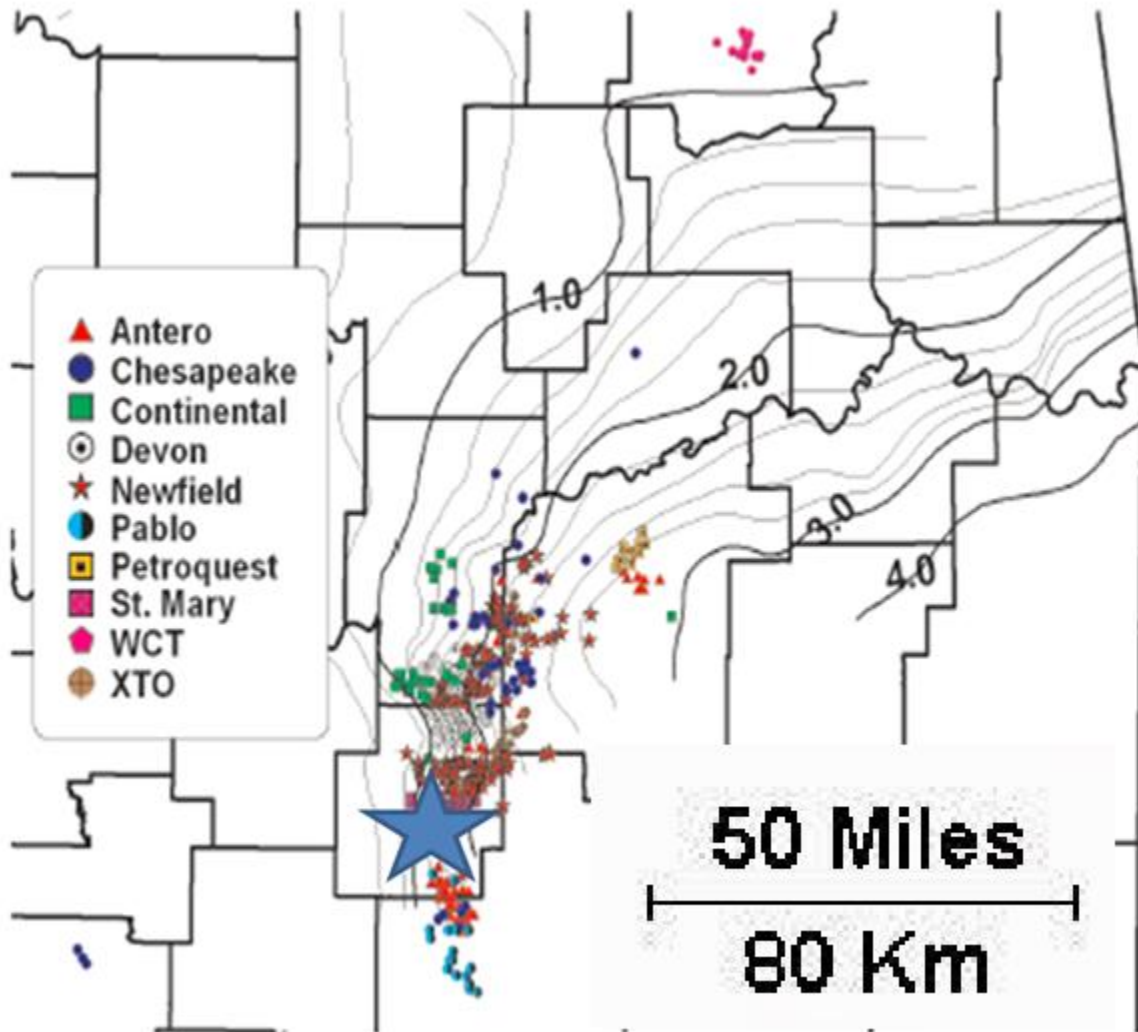 1.0
2.0
3.0
4.0
Antero
Chesapeake
Continental
Devon
Newfield
Pablo
Petroquest
St. Mary
WCT
XTO
50 Miles
80 Km